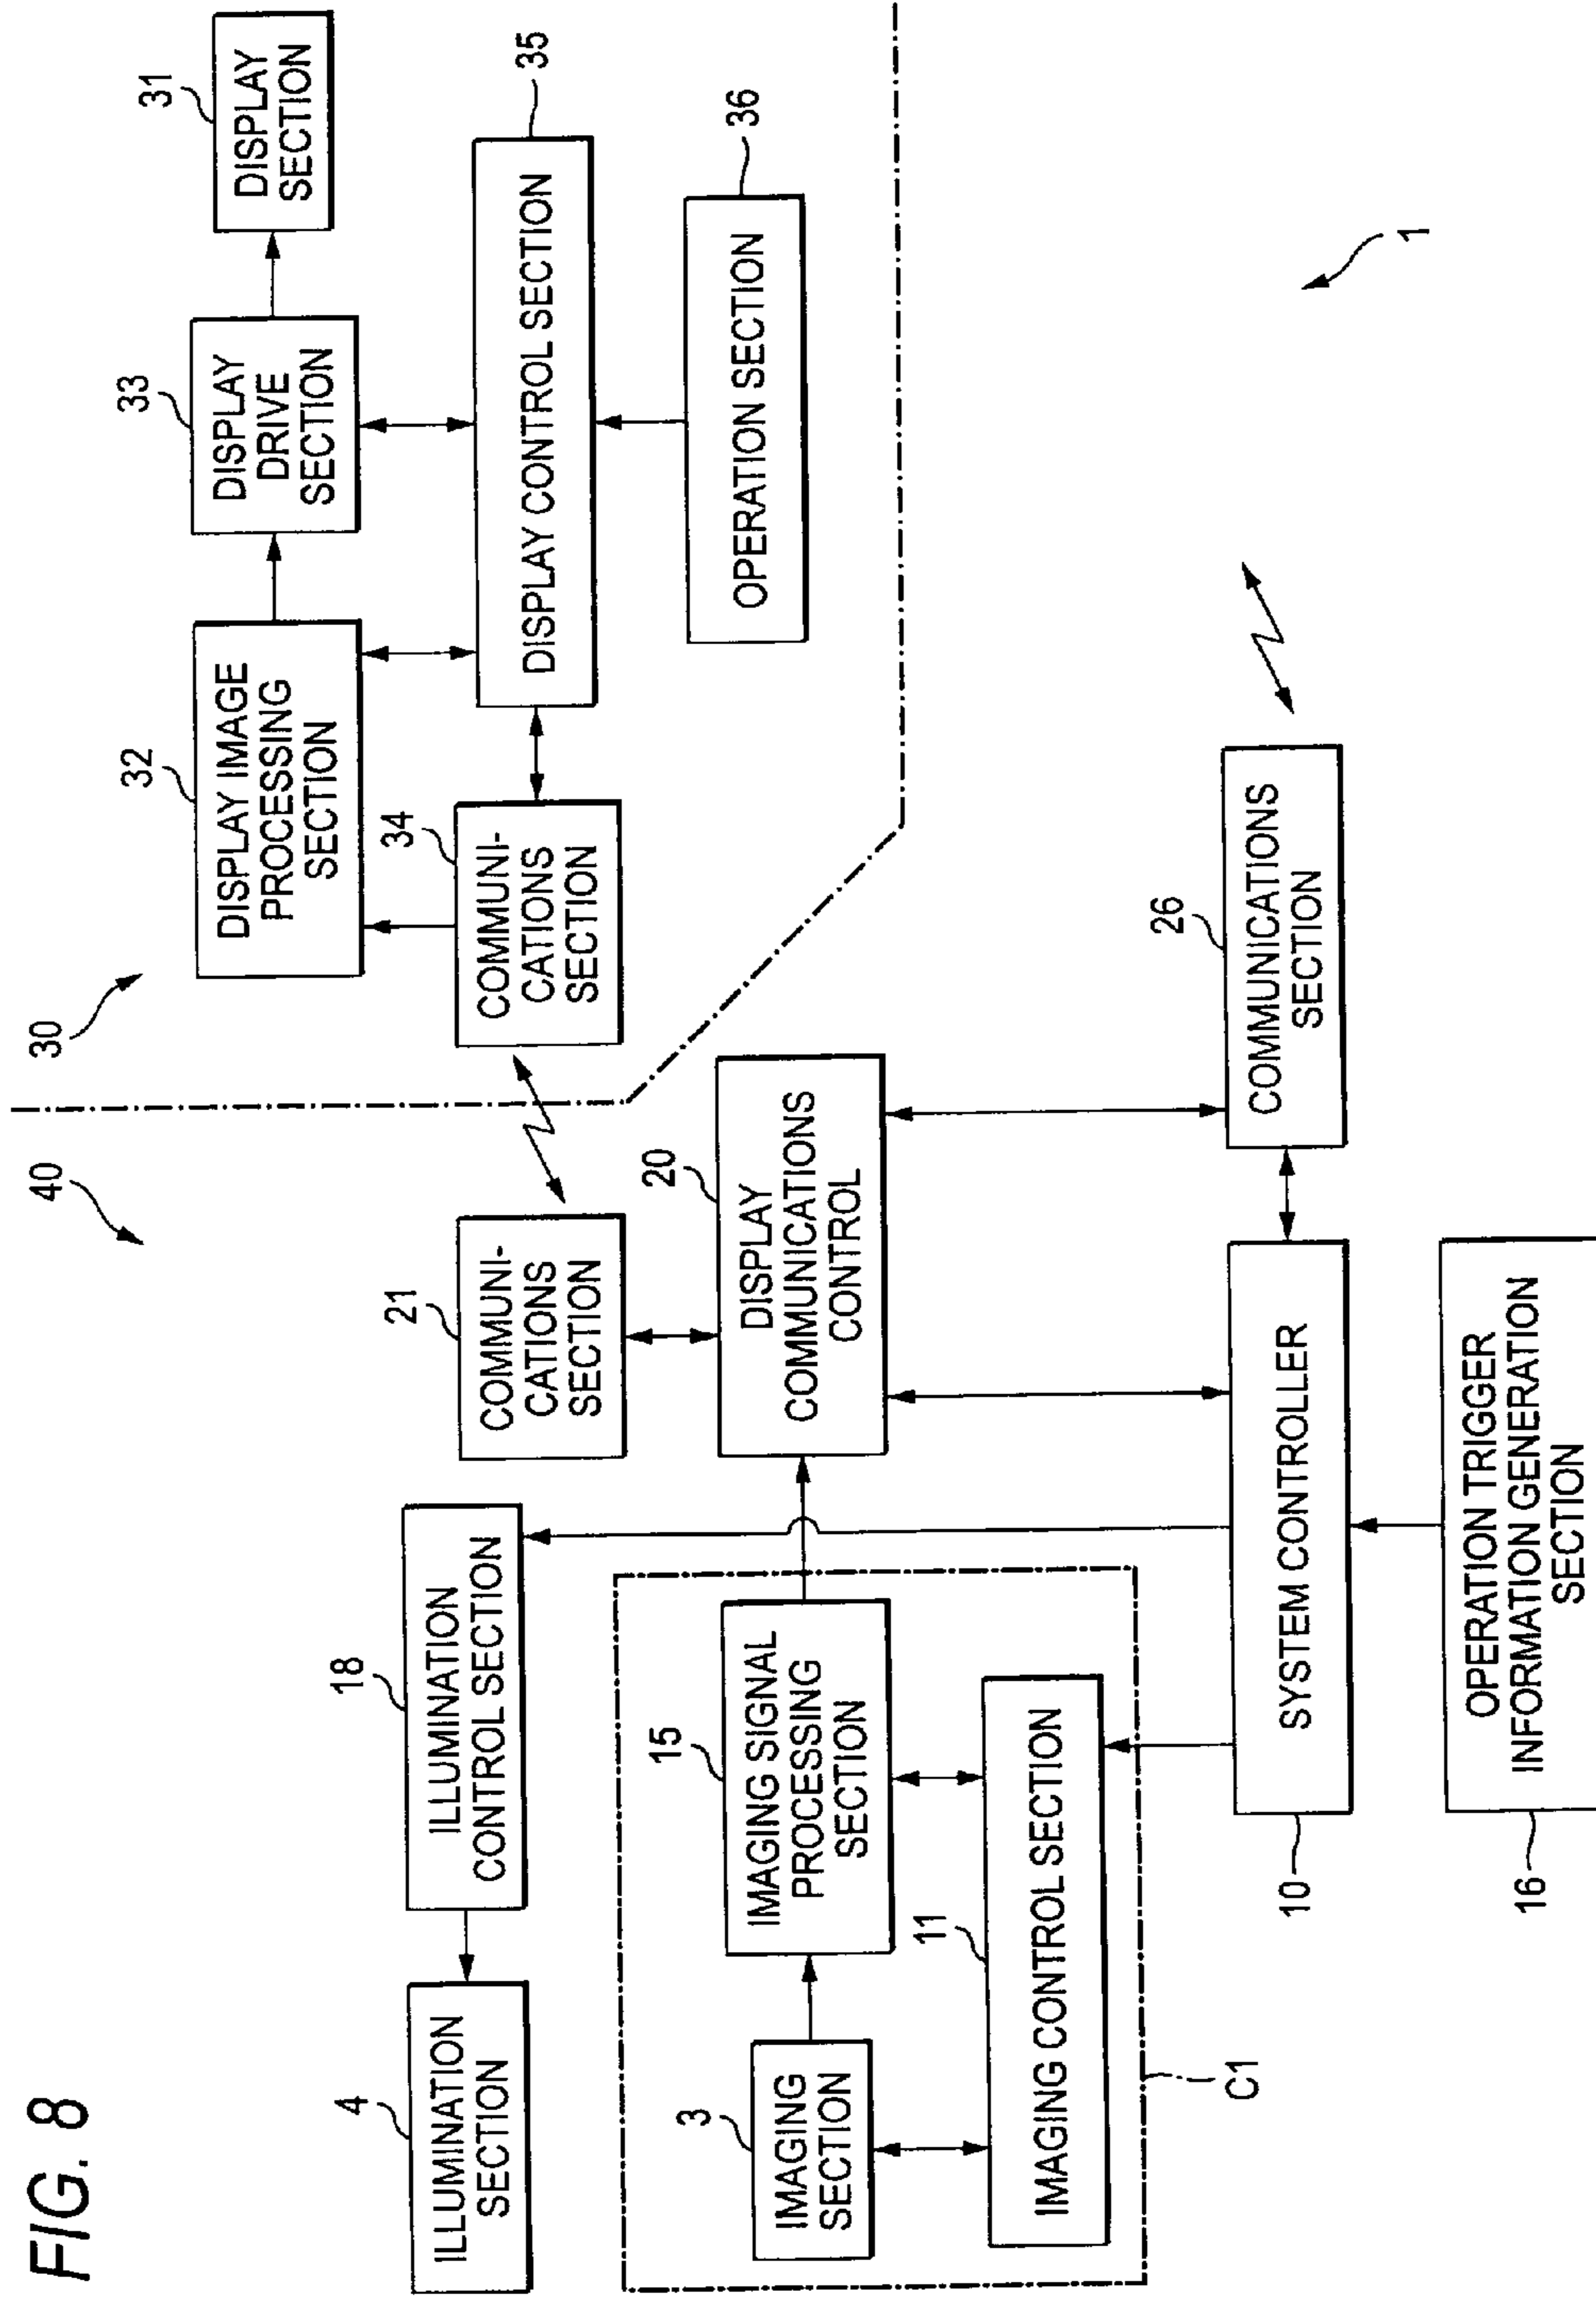 FIG. 8
40
30
4
ILLUMINATION
SECTION
18
ILLUMINATION
CONTROL SECTION
21
COMMUNI-
CATIONS
SECTION
32
DISPLAY IMAGE
PROCESSING
SECTION
33
DISPLAY
DRIVE
SECTION
31
DISPLAY
SECTION
34
COMMUNI-
CATIONS
SECTION
35
DISPLAY CONTROL SECTION
36
OPERATION SECTION
3
IMAGING
SECTION
15
IMAGING SIGNAL
PROCESSING
SECTION
20
DISPLAY
COMMUNICATIONS
CONTROL
11
IMAGING CONTROL SECTION
C1
10
SYSTEM CONTROLLER
26
COMMUNICATIONS
SECTION
16
OPERATION TRIGGER
INFORMATION GENERATION
SECTION
1